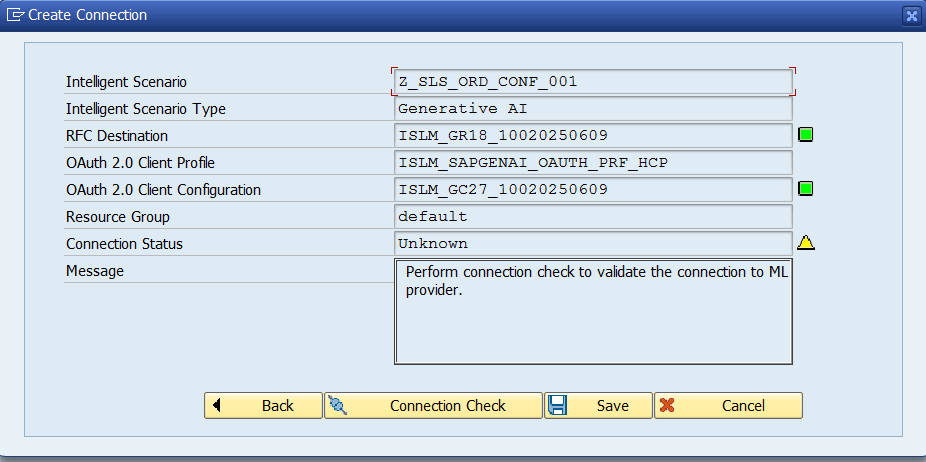 Create Connection
Intelligent Scenario Z_SLS_ORD_CONF_001
Intelligent Scenario Type Generative AI
RFC Destination ISLM_GR18_10020250609
OAuth 2.0 Client Profile ISLM_SAPGENAI_OAUTH_PRF_HCP
OAuth 2.0 Client Configuration ISLM_GC27_10020250609
Resource Group default
Connection Status Unknown
Message Perform connection check to validate the connection to ML
provider.
Back Connection Check Save Cancel